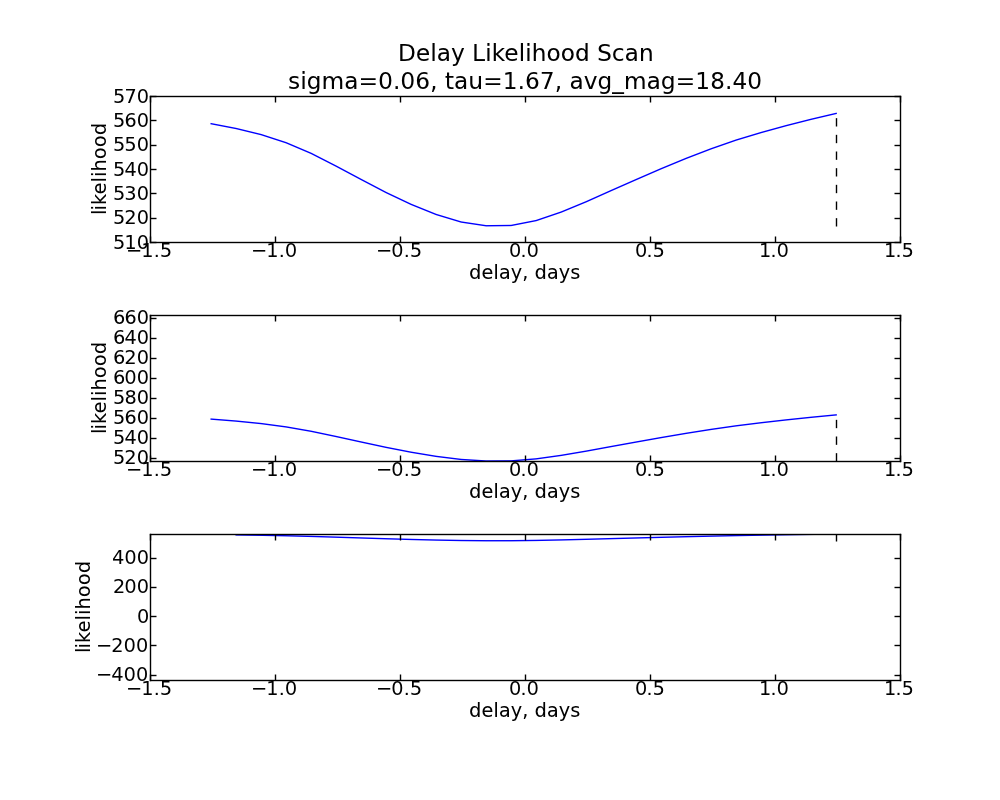 Delay Likelihood Scan
sigma=0.06, tau=1.67, avg_mag=18.40
570
560
550
540
530
520
510
likelihood
−1.5 −1.0 −0.5 0.0 0.5 1.0 1.5
delay, days
660
640
620
600
580
560
540
520
likelihood
−1.5 −1.0 −0.5 0.0 0.5 1.0 1.5
delay, days
400
200
0
−200
−400
likelihood
−1.5 −1.0 −0.5 0.0 0.5 1.0 1.5
delay, days